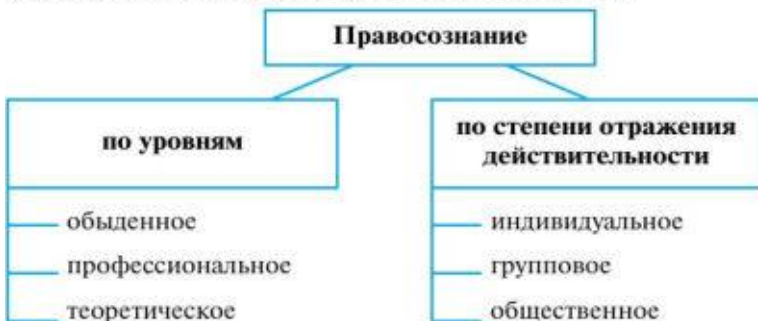 Правосознание
по уровням
обыденное
профессиональное
теоретическое
по степени отражения
действительности
индивидуальное
групповое
общественное